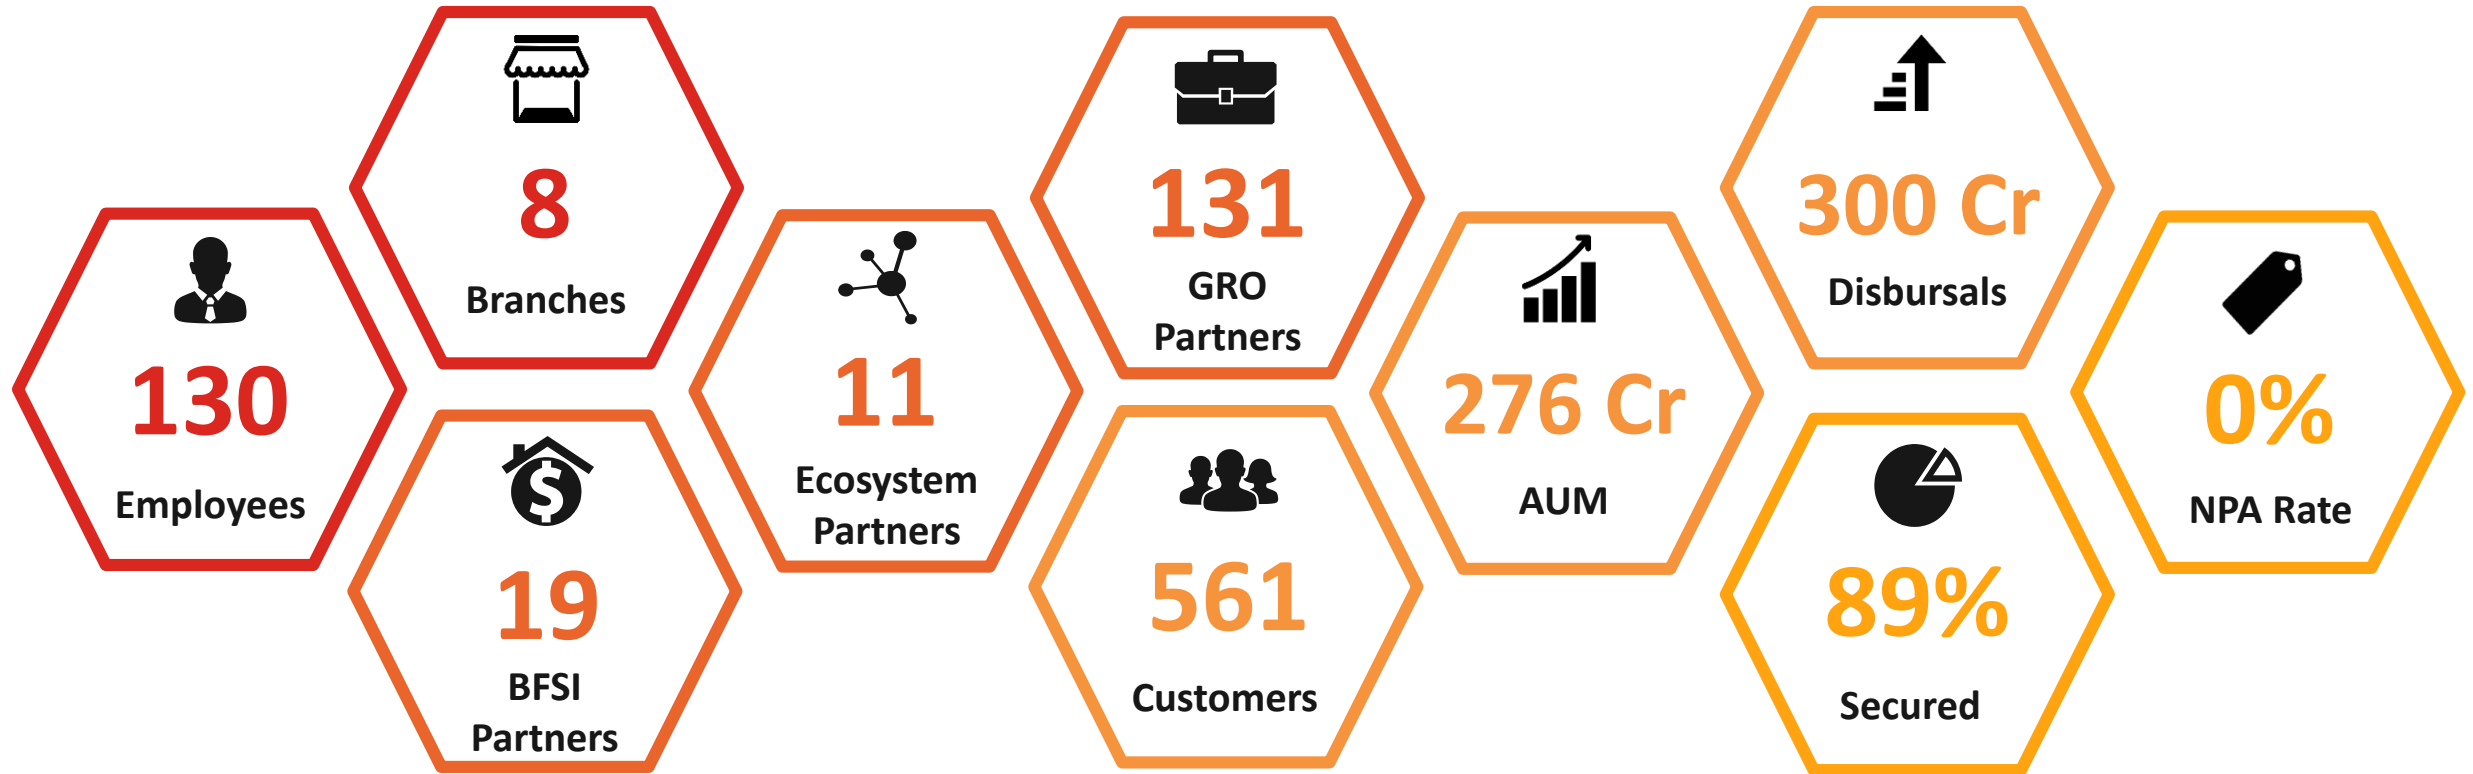 130
Employees
8
Branches
19
BFSI
Partners
11
Ecosystem
Partners
131
GRO
Partners
561
Customers
276 Cr
AUM
300 Cr
Disbursals
89%
Secured
0%
NPA Rate